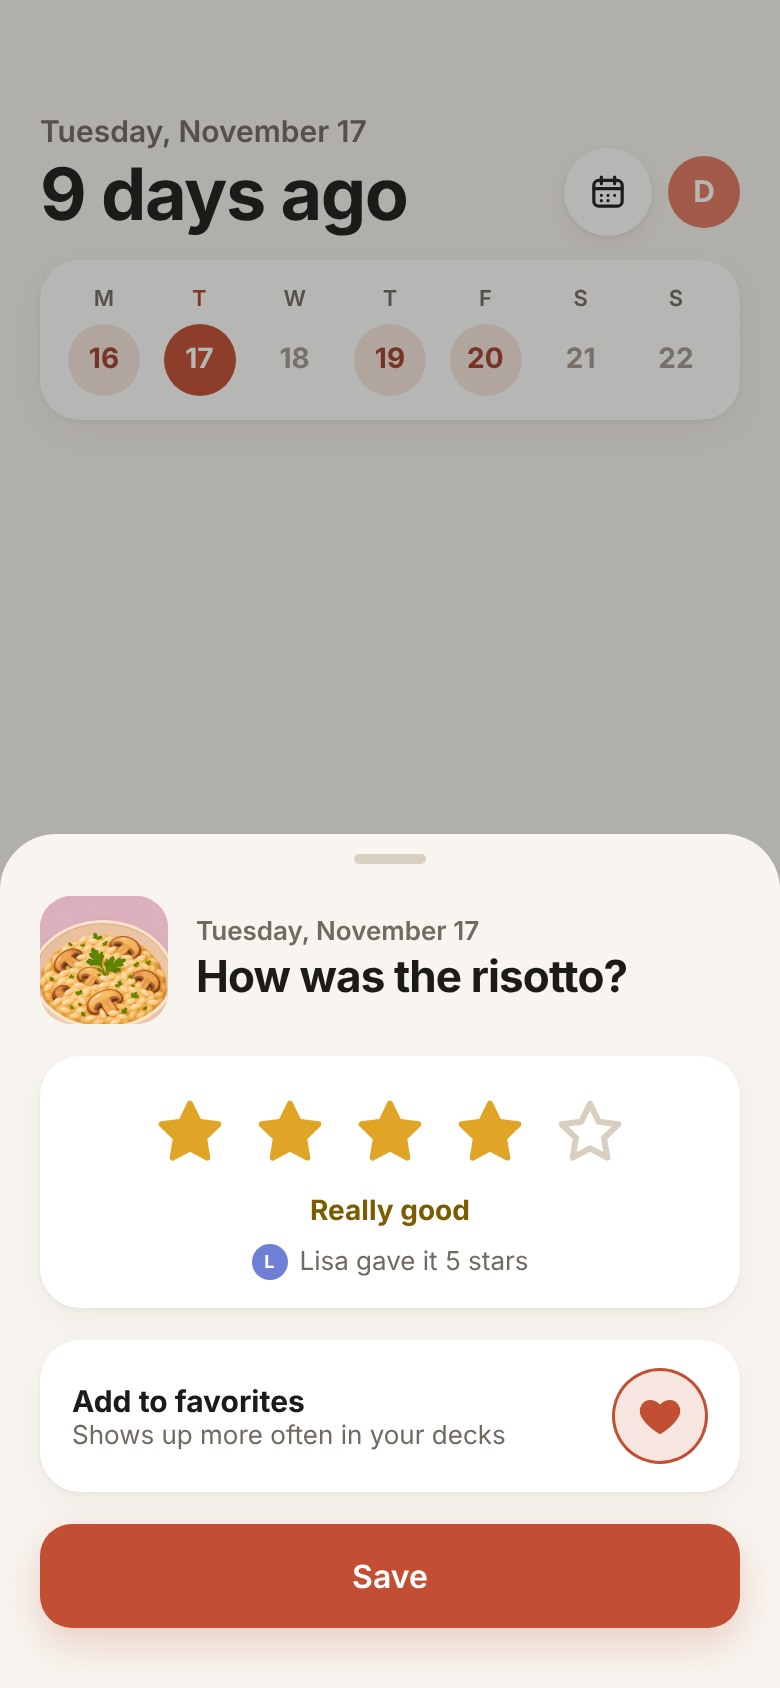 Tuesday, November 17
9 days ago
D
M T W T F S S
16 17 18 19 20 21 22
Tuesday, November 17
How was the risotto?
Really good
L Lisa gave it 5 stars
Add to favorites
Shows up more often in your decks
Save